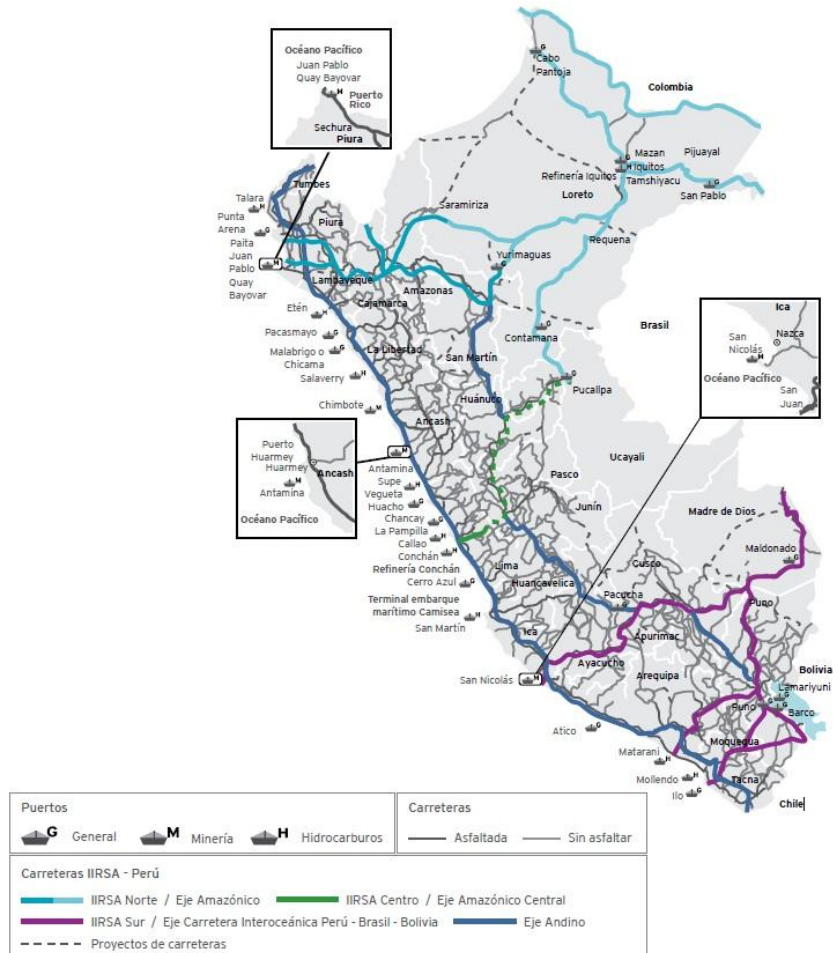 Océano Pacífico
Juan Pablo
Quay Bayovar
Puerto
Rico
Sechura
Piura
Cabo
Pantoja
Colombia
Mazan
Iquitos
Pijuayal
Refinería Iquitos
Tamshiyacu
Loreto
San Pablo
Tumbes
Talara
Punta
Arena
Paita
Juan
Pablo
Quay
Bayovar
Piura
Saramiriza
Requena
Yurimaguas
Lambayeque
Amazonas
Cajamarca
Etén
Pacasmayo
Malabrigo o
Chicama
Salaverry
La Libertad
San Martín
Contamana
Brasil
Ica
San
Nicolás
Nazca
Océano Pacífico
San
Juan
Chimbote
Huánuco
Pucallpa
Ancash
Puerto
Huarmey
Huarmey
Ancash
Antamina
Océano Pacífico
Antamina
Supe
Vegueta
Huacho
Chancay
La Pampilla
Callao
Conchán
Refinería Conchán
Cerro Azul
Terminal embarque
marítimo Camisea
San Martín
Pasco
Ucayali
Junín
Madre de Dios
Maldonado
Lima
Huancavelica
Cusco
Pacucha
Puno
Ica
Apurimac
Ayacucho
Arequipa
Bolivia
San Nicolás
Lamariyuni
Puno
Barco
Atico
Moquegua
Matarani
Mollendo
Ilo
Tacna
Chile
Puertos
G General M Minería H Hidrocarburos
Carreteras
Asfaltada Sin asfaltar
Carreteras IIRSA - Perú
IIRSA Norte / Eje Amazónico IIRSA Centro / Eje Amazónico Central
IIRSA Sur / Eje Carretera Interoceánica Perú - Brasil - Bolivia Eje Andino
Proyectos de carreteras